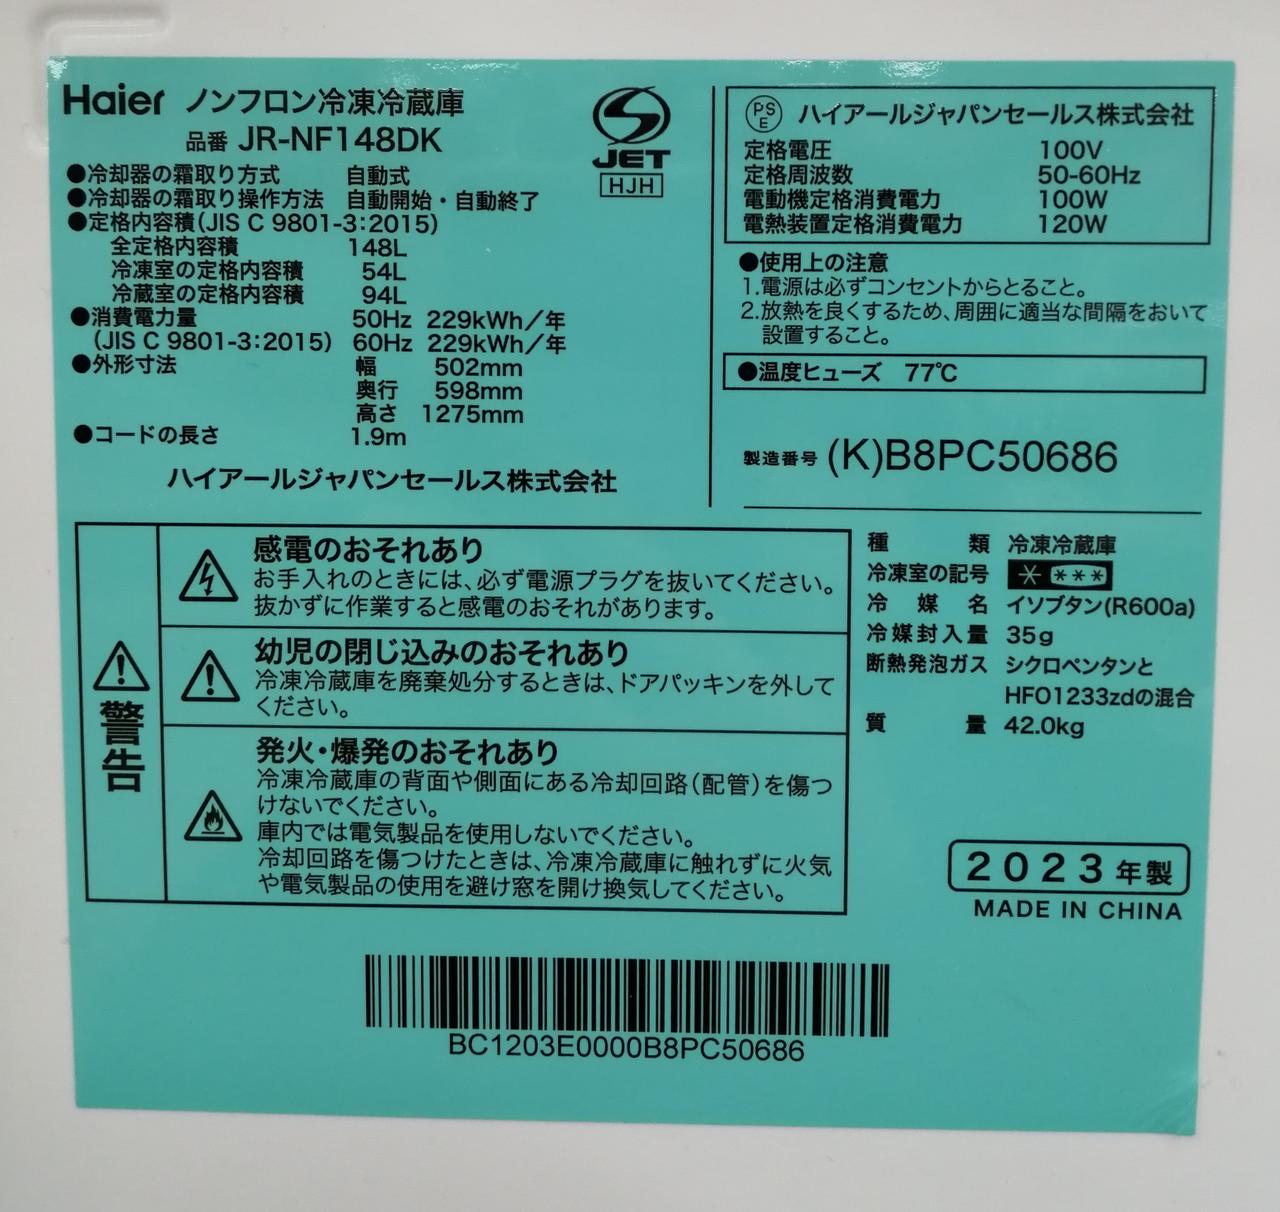 Haier ノンフロン冷凍冷蔵庫
品番 JR-NF148DK
●冷却器の霜取り方式 自動式
●冷却器の霜取り操作方法 自動開始・自動終了
●定格内容積(JIS C 9801-3:2015)
全定格内容積 148L
冷凍室の定格内容積 54L
冷蔵室の定格内容積 94L
●消費電力量 50Hz 229kWh/年
(JIS C 9801-3:2015) 60Hz 229kWh/年
●外形寸法 幅 502mm
奥行 598mm
高さ 1275mm
●コードの長さ 1.9m
ハイアールジャパンセールス株式会社
JET
HJH
PSE ハイアールジャパンセールス株式会社
定格電圧 100V
定格周波数 50-60Hz
電動機定格消費電力 100W
電熱装置定格消費電力 120W
●使用上の注意
1.電源は必ずコンセントからとること。
2.放熱を良くするため、周囲に適当な間隔をおいて
設置すること。
●温度ヒューズ 77℃
製造番号 (K)B8PC50686
警告
感電のおそれあり
お手入れのときには、必ず電源プラグを抜いてください。
抜かずに作業すると感電のおそれがあります。
幼児の閉じ込みのおそれあり
冷凍冷蔵庫を廃棄処分するときは、ドアパッキンを外して
ください。
発火・爆発のおそれあり
冷凍冷蔵庫の背面や側面にある冷却回路(配管)を傷つ
けないでください。
庫内では電気製品を使用しないでください。
冷却回路を傷つけたときは、冷凍冷蔵庫に触れずに火気
や電気製品の使用を避け窓を開け換気してください。
種類 冷凍冷蔵庫
冷凍室の記号 * ***
冷媒名 イソブタン(R600a)
冷媒封入量 35g
断熱発泡ガス シクロペンタンと
HFO1233zdの混合
質量 42.0kg
2023年製
MADE IN CHINA
BC1203E0000B8PC50686